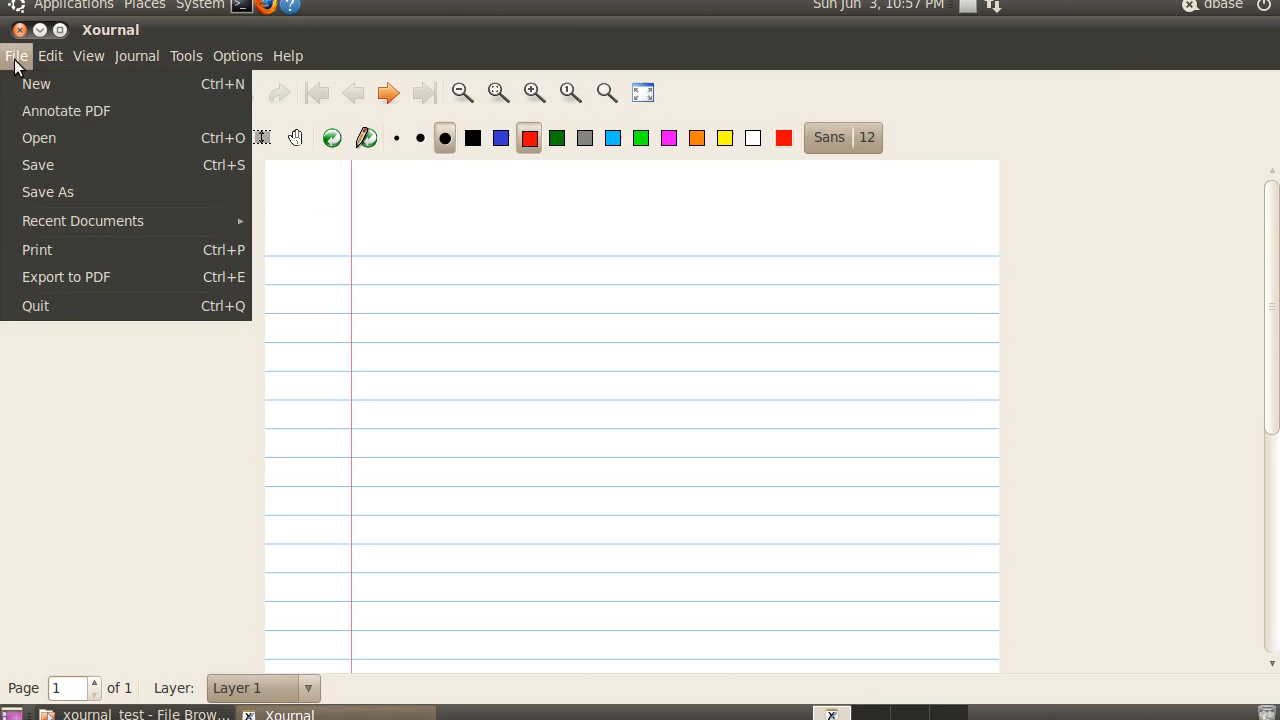 Applications Places System Sun Jun 3, 10:57 PM dbase
Xournal
File Edit View Journal Tools Options Help
New Ctrl+N
Annotate PDF
Open Ctrl+O
Save Ctrl+S
Save As
Recent Documents
Print Ctrl+P
Export to PDF Ctrl+E
Quit Ctrl+Q
Sans 12
Page 1 of 1 Layer: Layer 1
xournal_test - File Brow... Xournal